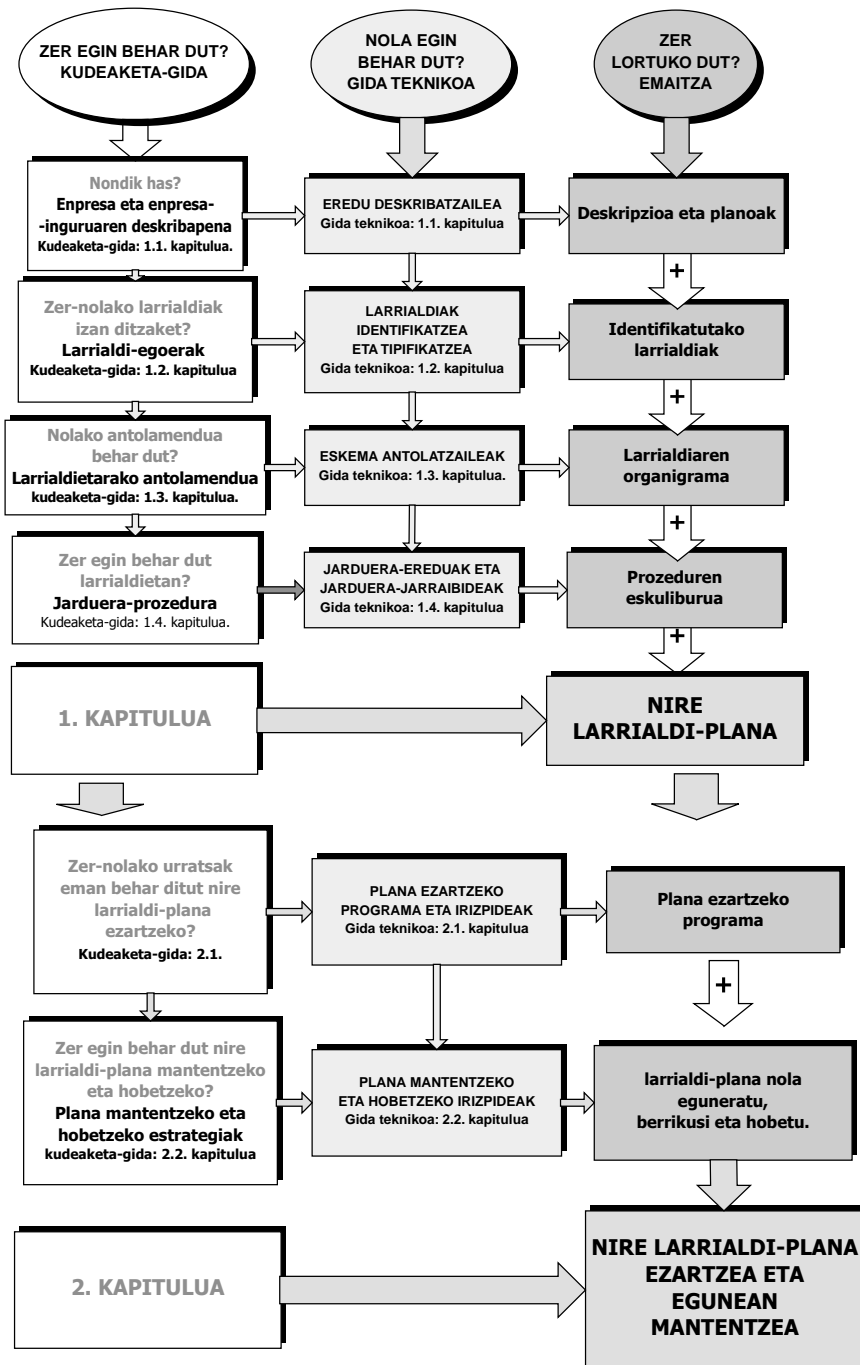 ZER EGIN BEHAR DUT?
KUDEAKETA-GIDA
NOLA EGIN
BEHAR DUT?
GIDA TEKNIKOA
ZER
LORTUKO DUT?
EMAITZA
Nondik has?
Enpresa eta enpresa-
-inguruaren deskribapena
Kudeaketa-gida: 1.1. kapitulua.
EREDU DESKRIBATZAILEA
Gida teknikoa: 1.1. kapitulua
Deskripzioa eta planoak
+
Zer-nolako larrialdiak
izan ditzaket?
Larrialdi-egoerak
Kudeaketa-gida: 1.2. kapitulua
LARRIALDIAK
IDENTIFIKATZEA
ETA TIPIFIKATZEA
Gida teknikoa: 1.2. kapitulua
Identifikatutako
larrialdiak
+
Nolako antolamendua
behar dut?
Larrialdietarako antolamendua
kudeaketa-gida: 1.3. kapitulua.
ESKEMA ANTOLATZAILEAK
Gida teknikoa: 1.3. kapitulua.
Larrialdiaren
organigrama
+
Zer egin behar dut
larrialdietan?
Jarduera-prozedura
Kudeaketa-gida: 1.4. kapitulua.
JARDUERA-EREDUAK ETA
JARDUERA-JARRAIBIDEAK
Gida teknikoa: 1.4. kapitulua
Prozeduren
eskuliburua
+
1. KAPITULUA
NIRE
LARRIALDI-PLANA
Zer-nolako urratsak
eman behar ditut nire
larrialdi-plana
ezartzeko?
Kudeaketa-gida: 2.1.
PLANA EZARTZEKO
PROGRAMA ETA IRIZPIDEAK
Gida teknikoa: 2.1. kapitulua
Plana ezartzeko
programa
+
Zer egin behar dut nire
larrialdi-plana mantentzeko
eta hobetzeko?
Plana mantentzeko eta
hobetzeko estrategiak
kudeaketa-gida: 2.2. kapitulua
PLANA MANTENTZEKO
ETA HOBETZEKO IRIZPIDEAK
Gida teknikoa: 2.2. kapitulua
larrialdi-plana nola
eguneratu,
berrikusi eta hobetu.
2. KAPITULUA
NIRE LARRIALDI-PLANA
EZARTZEA ETA
EGUNEAN
MANTENTZEA